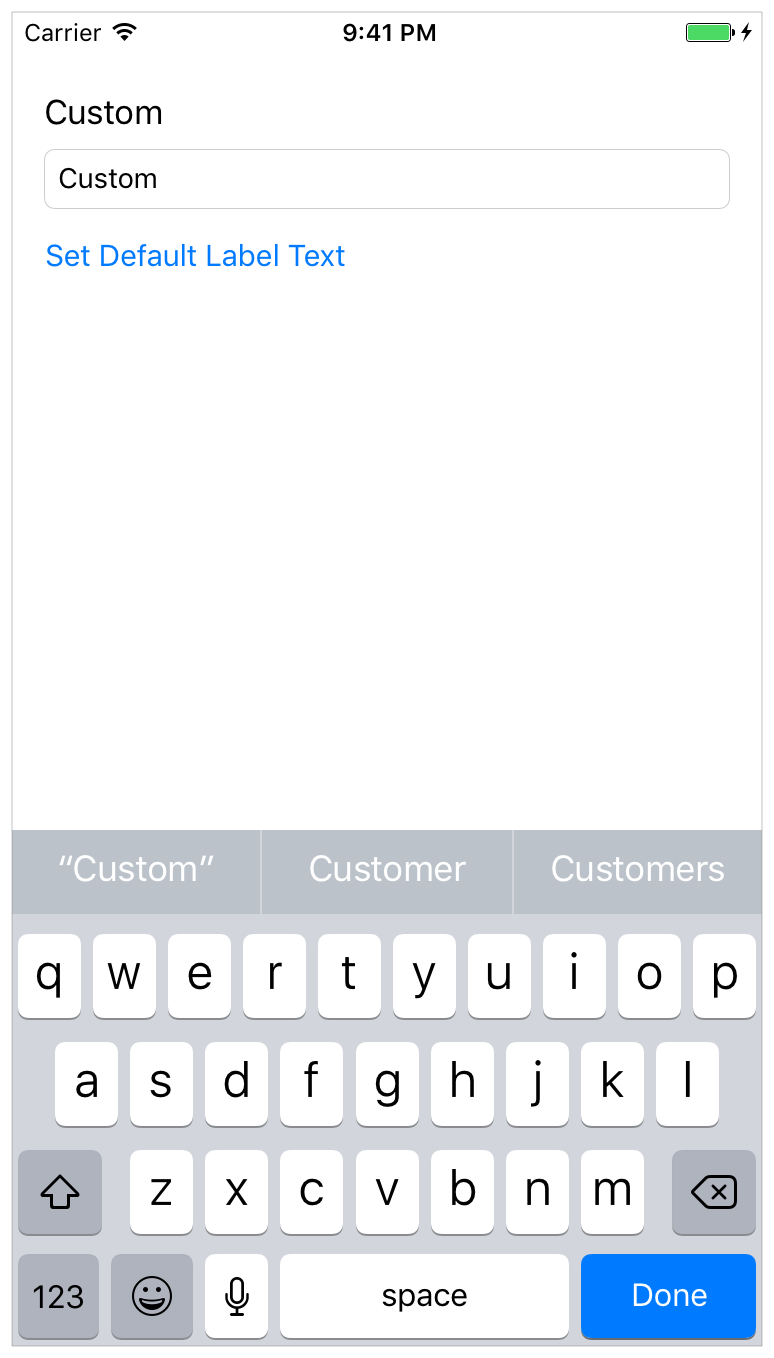 Carrier 9:41 PM
Custom
Custom
Set Default Label Text
“Custom” Customer Customers
q w e r t y u i o p
a s d f g h j k l
z x c v b n m
123 space Done